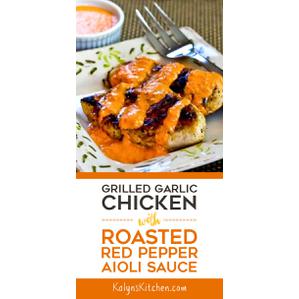 GRILLED GARLIC
CHICKEN
with
ROASTED
RED PEPPER
AIOLI SAUCE
KalynsKitchen.com